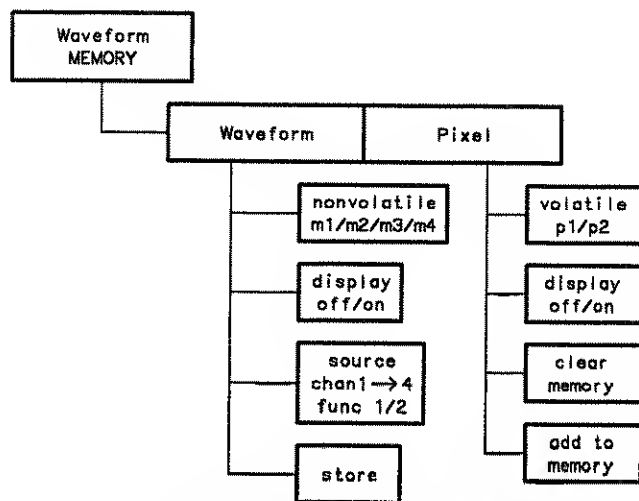 Waveform
MEMORY
Waveform
Pixel
nonvolatile
m1/m2/m3/m4
display
off/on
source
chan1→4
func 1/2
store
volatile
p1/p2
display
off/on
clear
memory
add to
memory